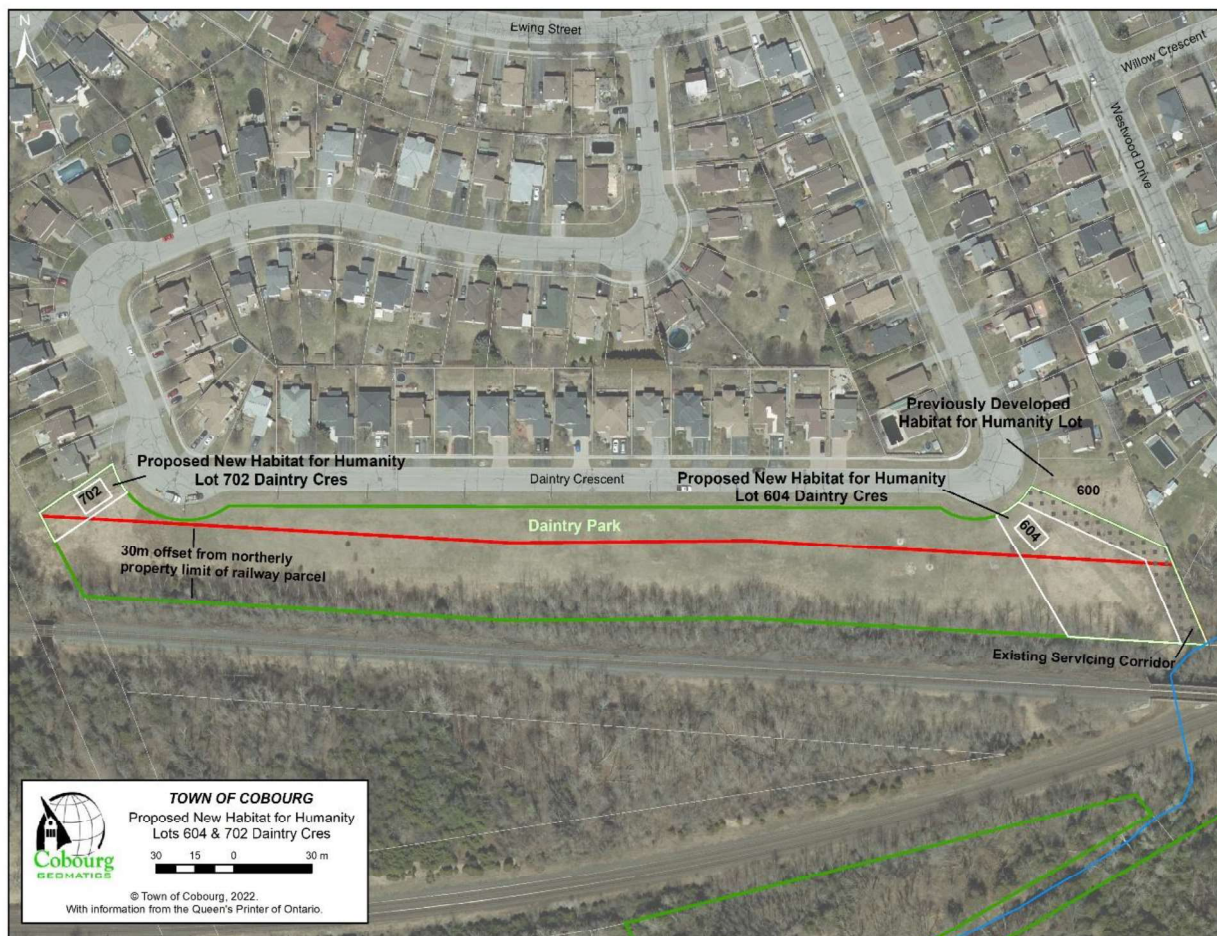 N
Ewing Street
Willow Crescent
Westwood Drive
Previously Developed
Habitat for Humanity Lot
Proposed New Habitat for Humanity
Lot 702 Daintry Cres
702
Daintry Crescent
Proposed New Habitat for Humanity
Lot 604 Daintry Cres
600
604
Daintry Park
30m offset from northerly
property limit of railway parcel
Existing Servicing Corridor
TOWN OF COBOURG
Proposed New Habitat for Humanity
Lots 604 & 702 Daintry Cres
30 15 0 30 m
Cobourg
GEOMATICS
© Town of Cobourg, 2022.
With information from the Queen's Printer of Ontario.